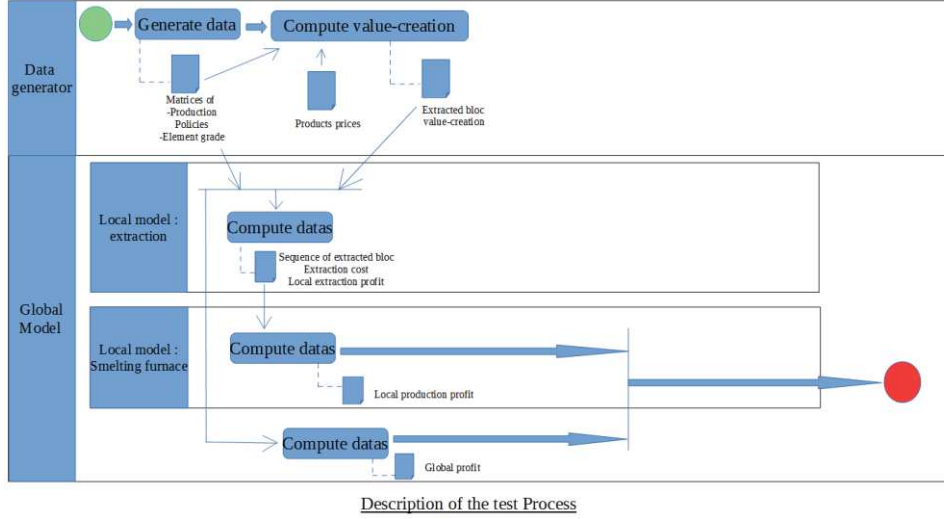 Generate data
Compute value-creation
Data
generator
Matrices of
-Production
Policies
-Element grade
Products prices
Extracted bloc
value-creation
Global
Model
Local model :
extraction
Compute datas
Sequence of extracted bloc
Extraction cost
Local extraction profit
Local model :
Smelting furnace
Compute datas
Local production profit
Compute datas
Global profit
Description of the test Process